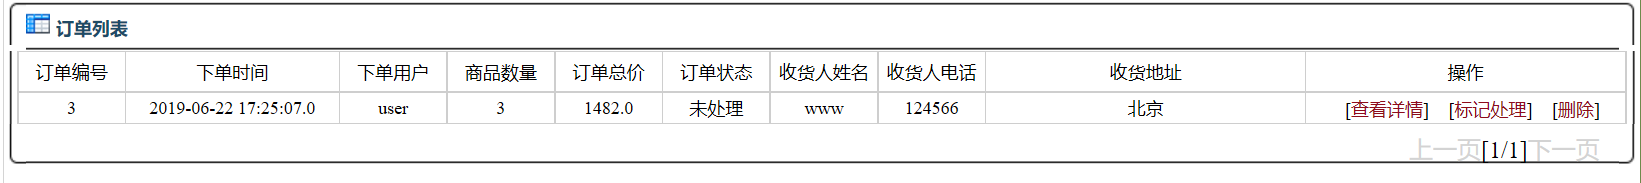 订单列表
订单编号 下单时间 下单用户 商品数量 订单总价 订单状态 收货人姓名 收货人电话 收货地址 操作
3 2019-06-22 17:25:07.0 user 3 1482.0 未处理 www 124566 北京 [查看详情] [标记处理] [删除]
上一页[1/1]下一页